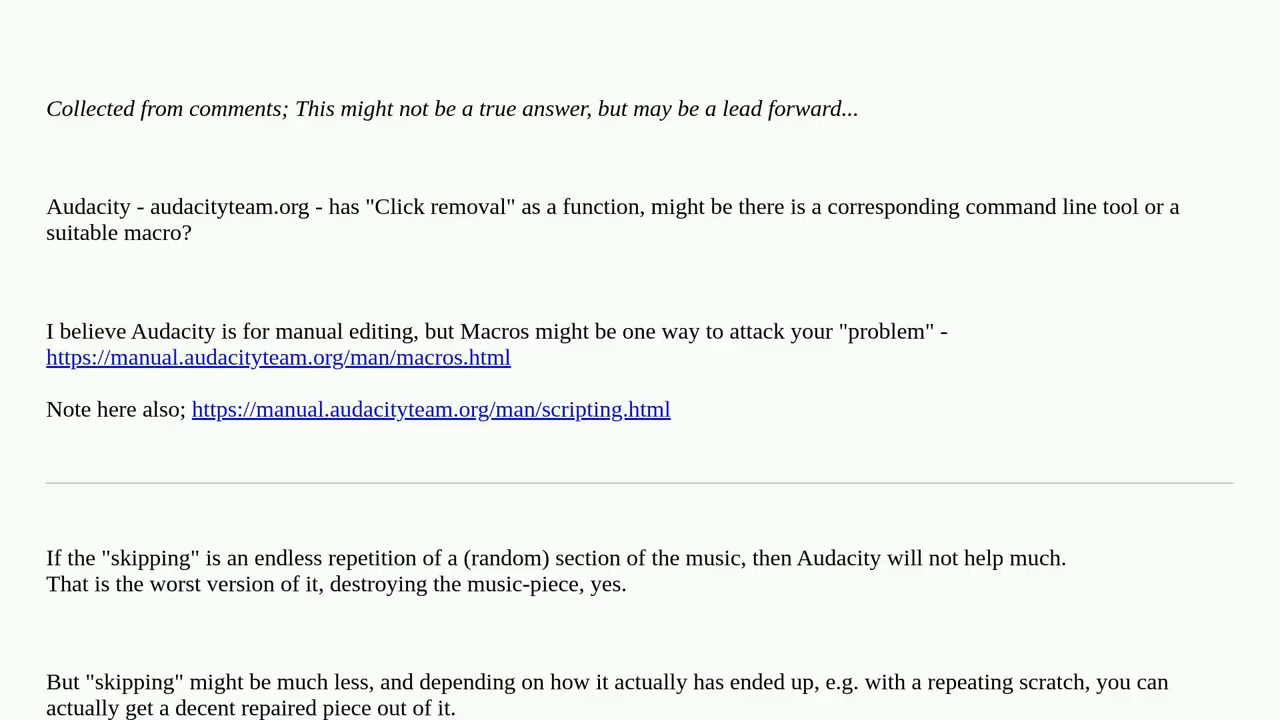 Collected from comments; This might not be a true answer, but may be a lead forward...
Audacity - audacityteam.org - has "Click removal" as a function, might be there is a corresponding command line tool or a
suitable macro?
I believe Audacity is for manual editing, but Macros might be one way to attack your "problem" -
https://manual.audacityteam.org/man/macros.html
Note here also; https://manual.audacityteam.org/man/scripting.html
If the "skipping" is an endless repetition of a (random) section of the music, then Audacity will not help much.
That is the worst version of it, destroying the music-piece, yes.
But "skipping" might be much less, and depending on how it actually has ended up, e.g. with a repeating scratch, you can
actually get a decent repaired piece out of it.